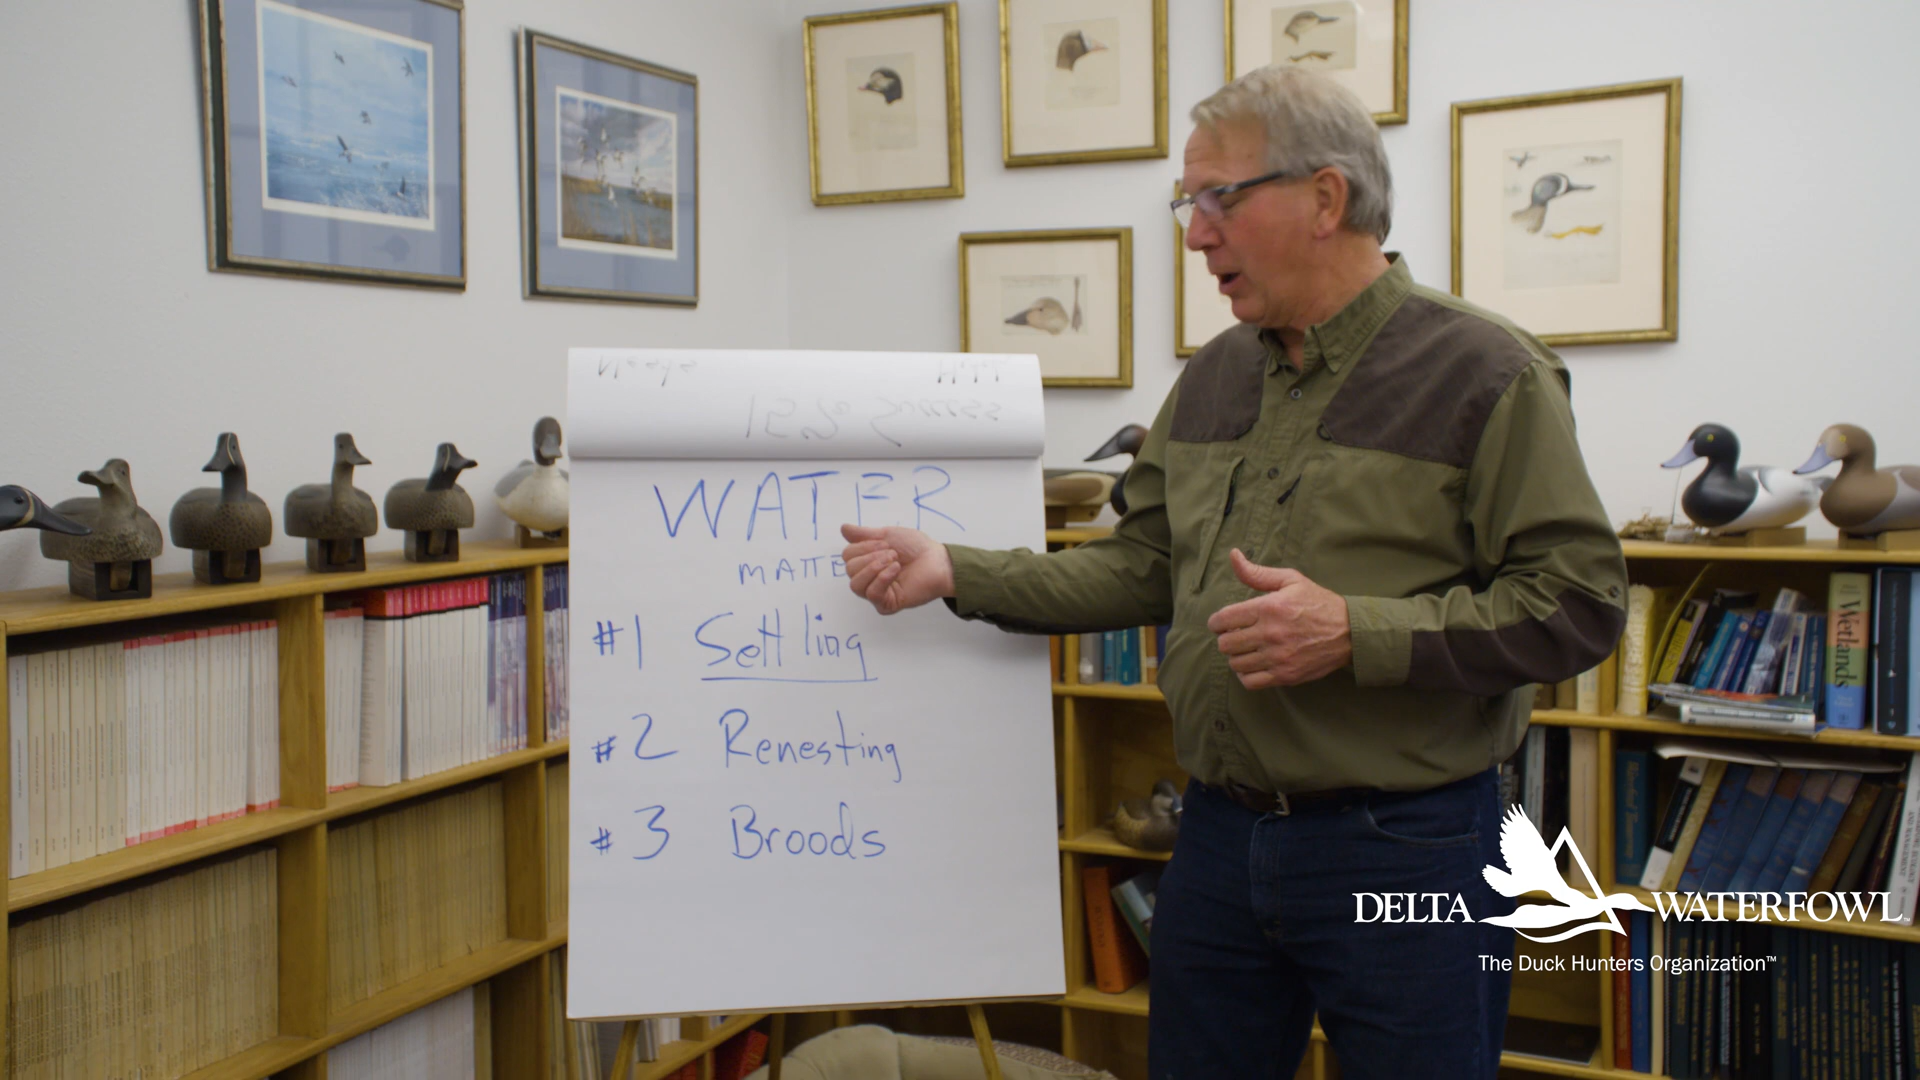 WATER
MATTE
#1 Settling
#2 Renesting
#3 Broods
Wetlands
DELTA WATERFOWL
The Duck Hunters Organization™